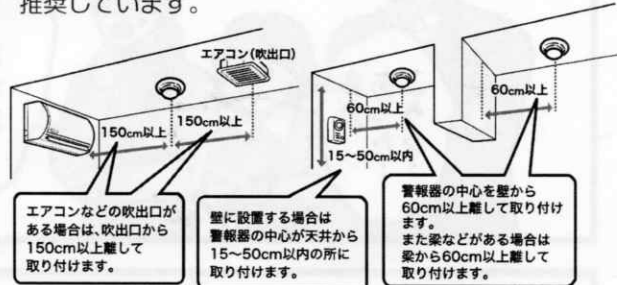 推奨しています。
エアコン(吹出口)
150cm以上
150cm以上
60cm以上
15〜50cm以内
60cm以上
エアコンなどの吹出口が
ある場合は、吹出口から
150cm以上離して
取り付けます。
壁に設置する場合は
警報器の中心が天井から
15〜50cm以内の所に
取り付けます。
警報器の中心を壁から
60cm以上離して取り付け
ます。
また梁などがある場合は
梁から60cm以上離して
取り付けます。